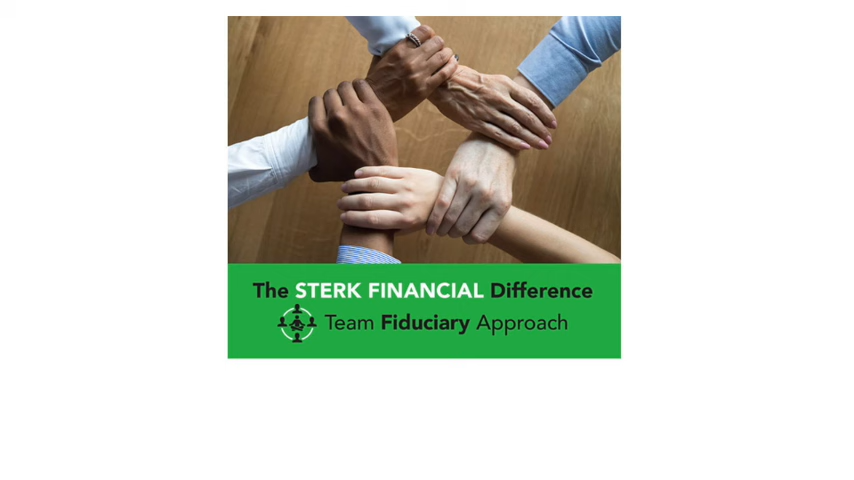 The STERK FINANCIAL Difference
Team Fiduciary Approach